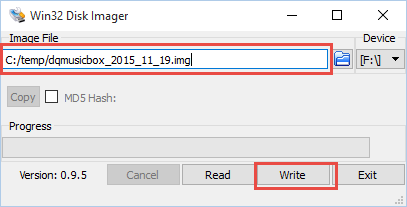 Win32 Disk Imager
Image File
Device
C:/temp/dqmusicbox_2015_11_19.img
[F:\]
Copy
MD5 Hash:
Progress
Version: 0.9.5
Cancel
Read
Write
Exit